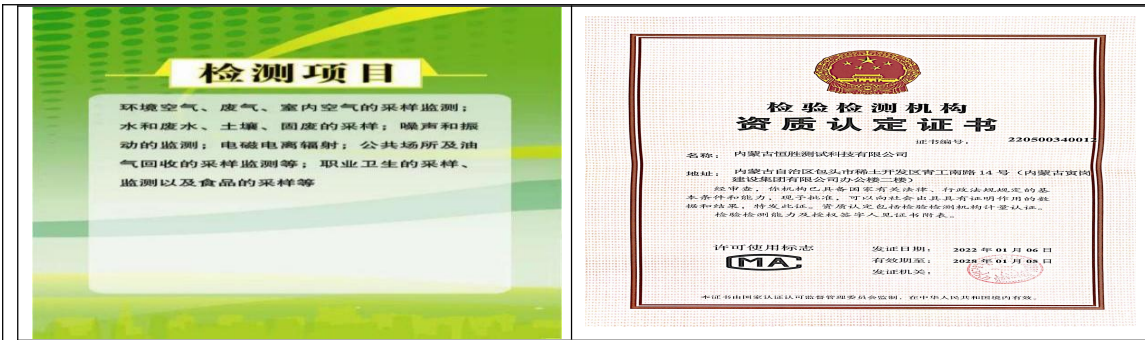 检测项目
环境空气、废气、室内空气的采样监测；
水和废水、土壤、固废的采样；噪声和振
动的监测；电磁电离辐射；公共场所及油
气回收的采样监测等；职业卫生的采样、
监测以及食品的采样等
检验检测机构
资质认定证书
证书编号：220500340012
名称：内蒙古恒胜测试科技有限公司
地址：内蒙古自治区包头市稀土开发区青工南路14号（内蒙古寅岗
建设集团有限公司办公楼二楼）
经审查，你机构已具备国家有关法律、行政法规规定的基
本条件和能力，现予批准，可以向社会出具具有证明作用的数
据和结果，特发此证。资质认定包括检验检测机构计量认证。
检验检测能力及授权签字人见证书附表。
许可使用标志
MA
发证日期：2022年01月06日
有效期至：2028年01月05日
发证机关：
本证书由国家认证认可监督管理委员会监制，在中华人民共和国境内有效。